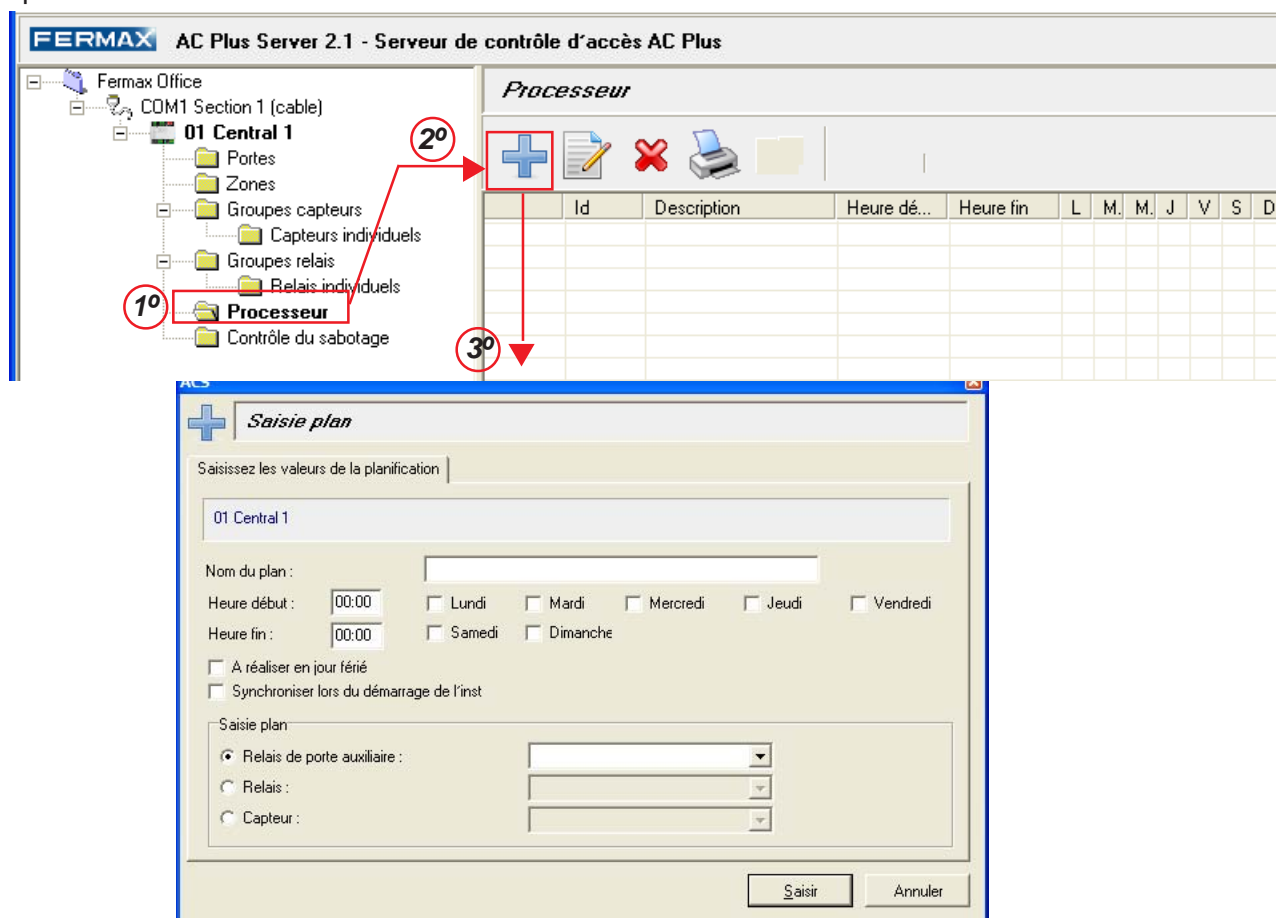 FERMAX AC Plus Server 2.1 - Serveur de contrôle d´accès AC Plus
Fermax Office
COM1 Section 1 (cable)
01 Central 1
Portes
Zones
Groupes capteurs
Capteurs individuels
Groupes relais
Relais individuels
Processeur
Contrôle du sabotage
1º
2º
3º
Processeur
Id Description Heure dé... Heure fin L M. M. J V S D
ACS
Saisie plan
Saisissez les valeurs de la planification
01 Central 1
Nom du plan :
Heure début : 00:00 Lundi Mardi Mercredi Jeudi Vendredi
Heure fin : 00:00 Samedi Dimanche
A réaliser en jour férié
Synchroniser lors du démarrage de l'inst
Saisie plan
Relais de porte auxiliaire :
Relais :
Capteur :
Saisir Annuler